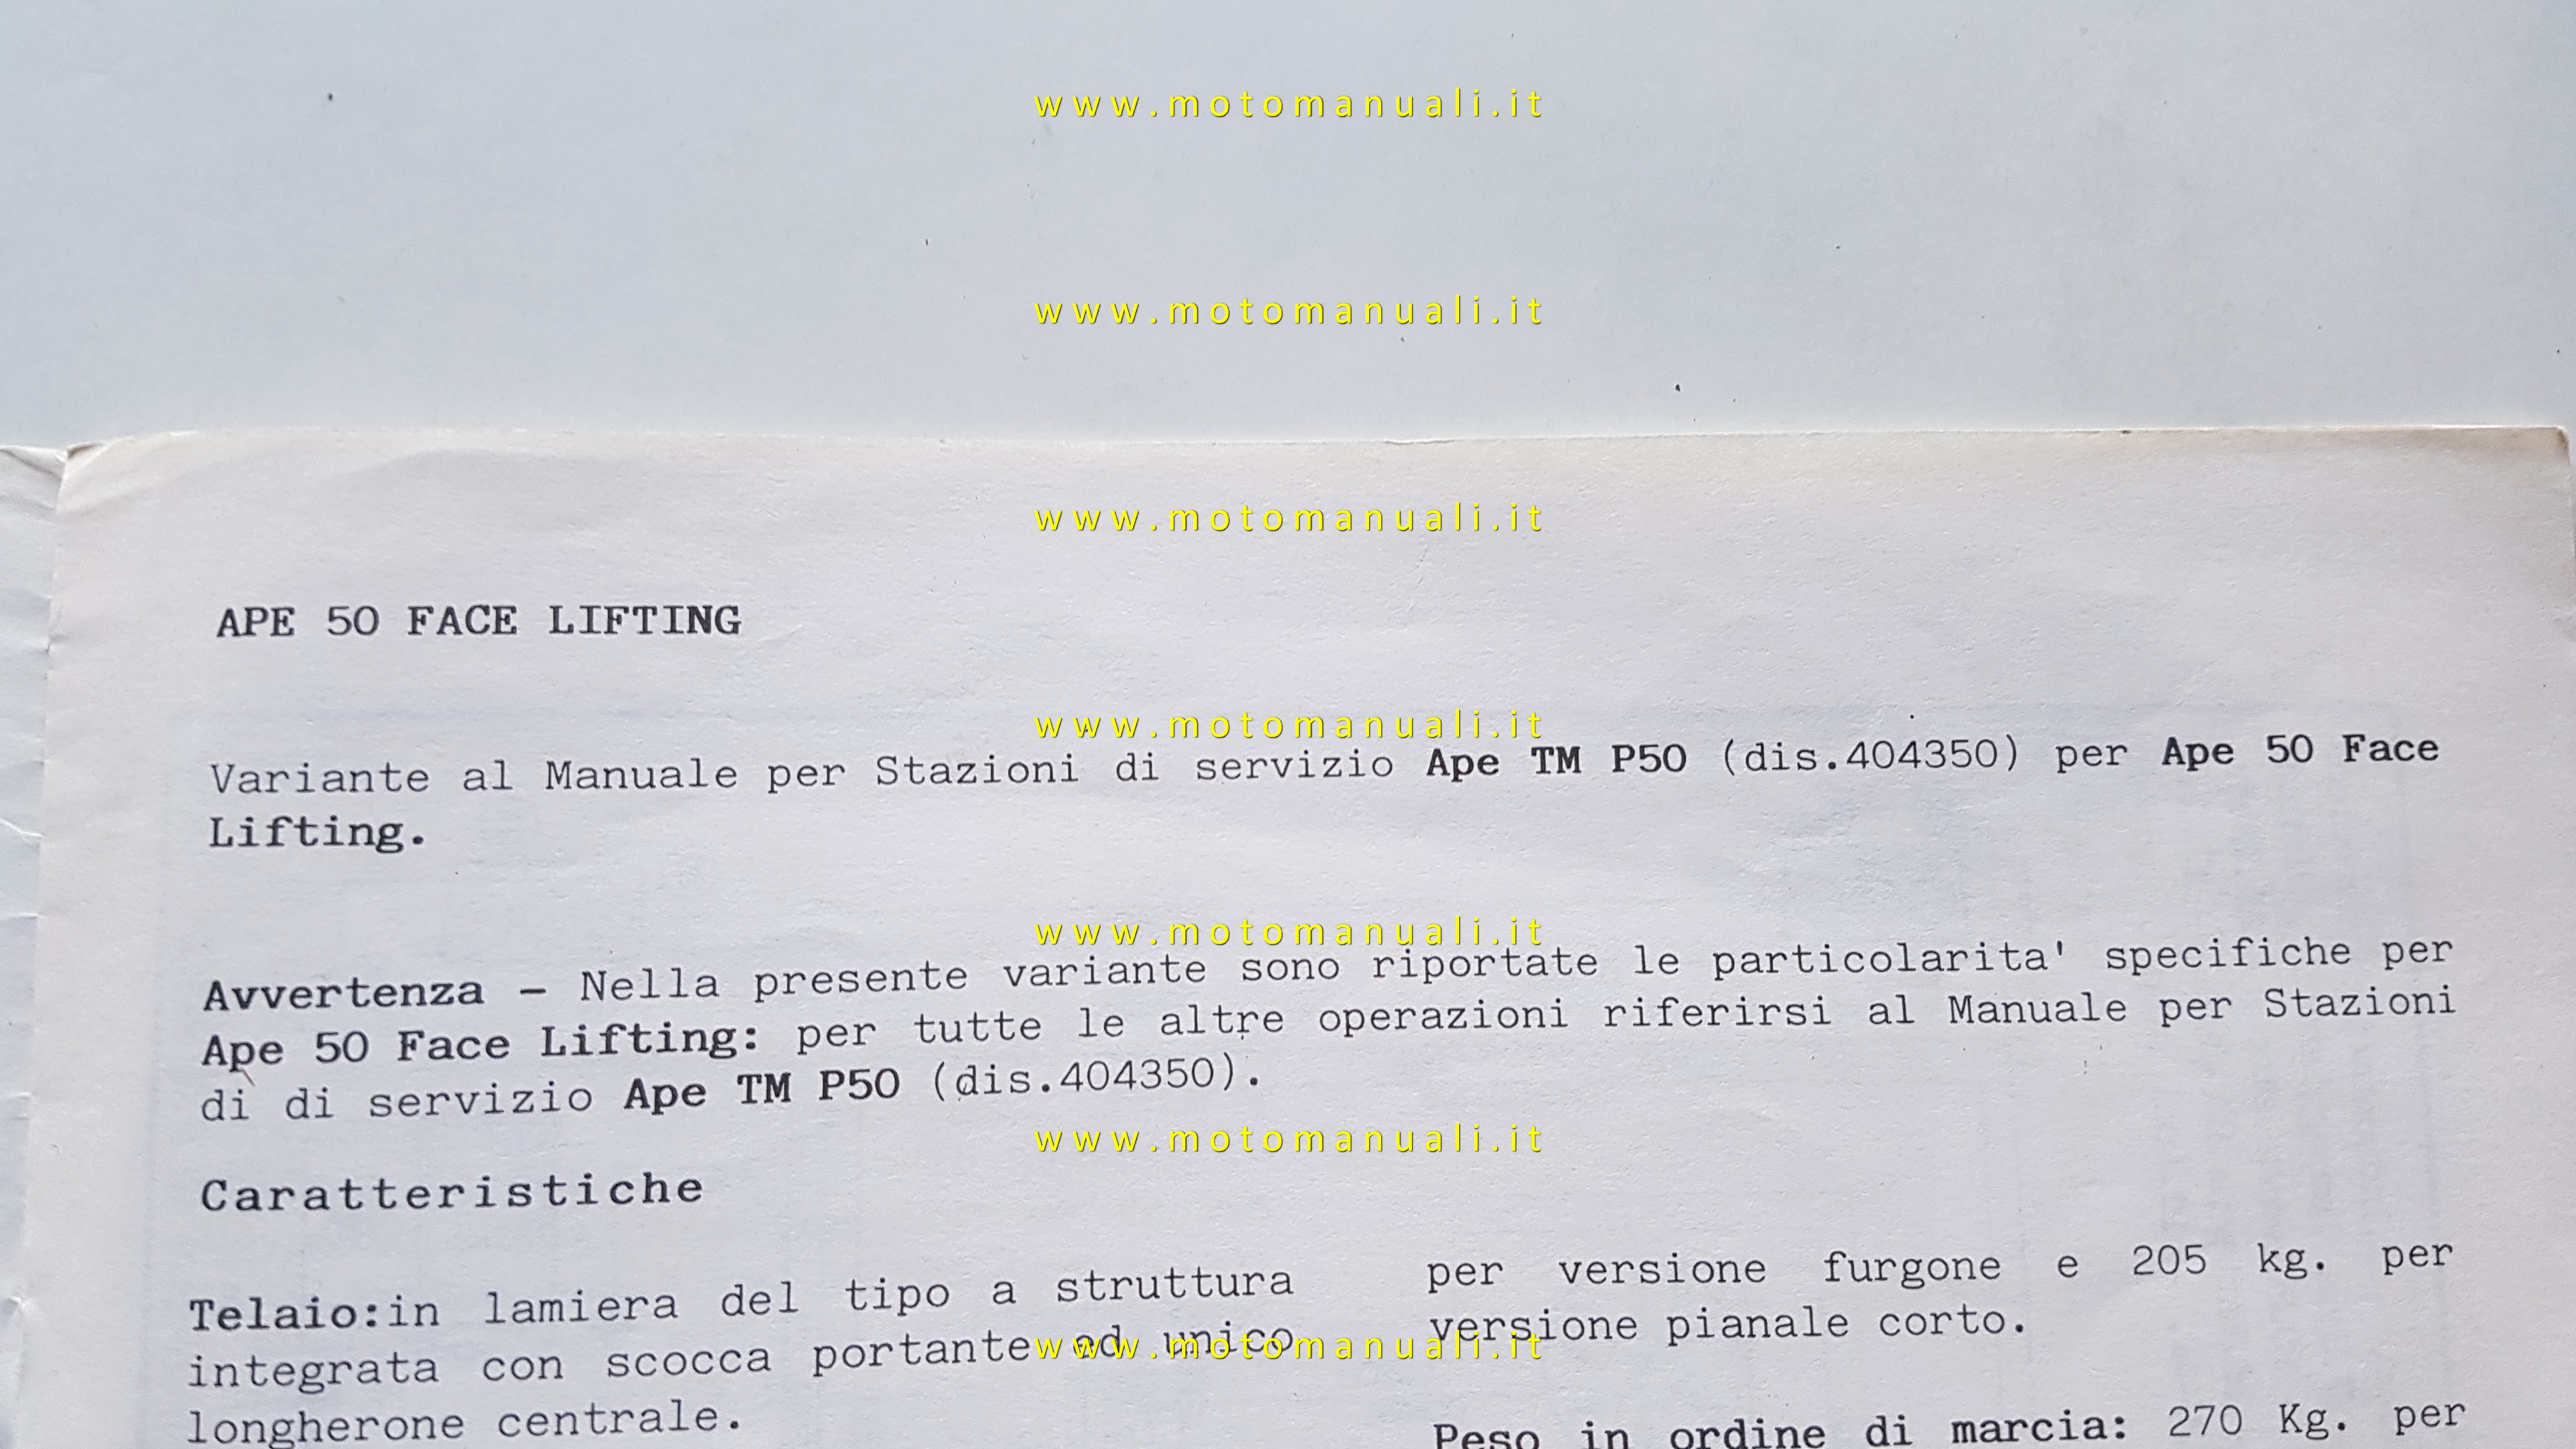 www.motomanuali.it
www.motomanuali.it
www.motomanuali.it
APE 50 FACE LIFTING
www.motomanuali.it
Variante al Manuale per Stazioni di servizio Ape TM P50 (dis.404350) per Ape 50 Face
Lifting.
www.motomanuali.it
Avvertenza - Nella presente variante sono riportate le particolarita' specifiche per
Ape 50 Face Lifting: per tutte le altre operazioni riferirsi al Manuale per Stazioni
di di servizio Ape TM P50 (dis.404350).
www.motomanuali.it
Caratteristiche
Telaio:in lamiera del tipo a struttura
integrata con scocca portante ad unico
longherone centrale.
www.motomanuali.it
per versione furgone e 205 kg. per
versione pianale corto.
Peso in ordine di marcia: 270 Kg. per